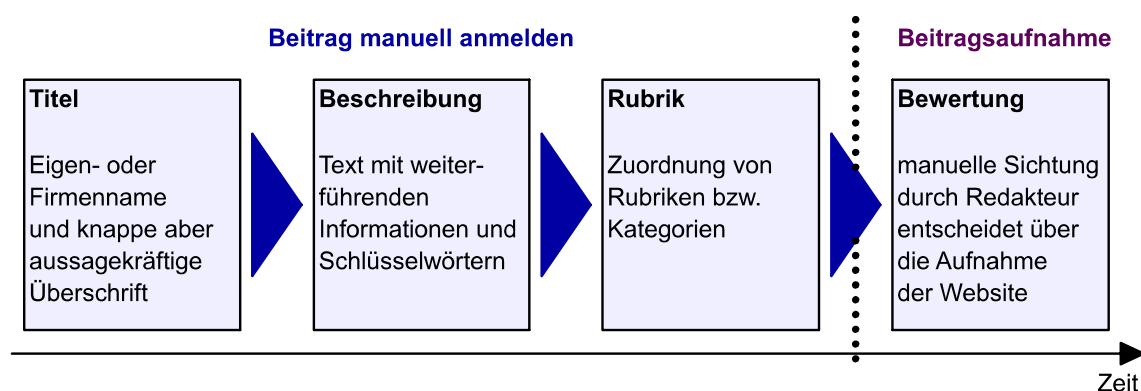 Beitrag manuell anmelden
Beitragsaufnahme
Titel
Eigen- oder
Firmenname
und knappe aber
aussagekräftige
Überschrift
Beschreibung
Text mit weiter-
führenden
Informationen und
Schlüsselwörtern
Rubrik
Zuordnung von
Rubriken bzw.
Kategorien
Bewertung
manuelle Sichtung
durch Redakteur
entscheidet über
die Aufnahme
der Website
Zeit